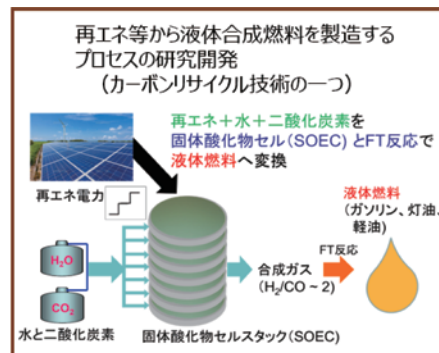 再エネ等から液体合成燃料を製造する
プロセスの研究開発
（カーボンリサイクル技術の一つ）
再エネ＋水＋二酸化炭素を
固体酸化物セル（SOEC）とFT反応で
液体燃料へ変換
再エネ電力
液体燃料
（ガソリン、灯油、
軽油）
H₂O
CO₂
FT反応
合成ガス
（H₂/CO ~ 2）
水と二酸化炭素
固体酸化物セルスタック（SOEC）